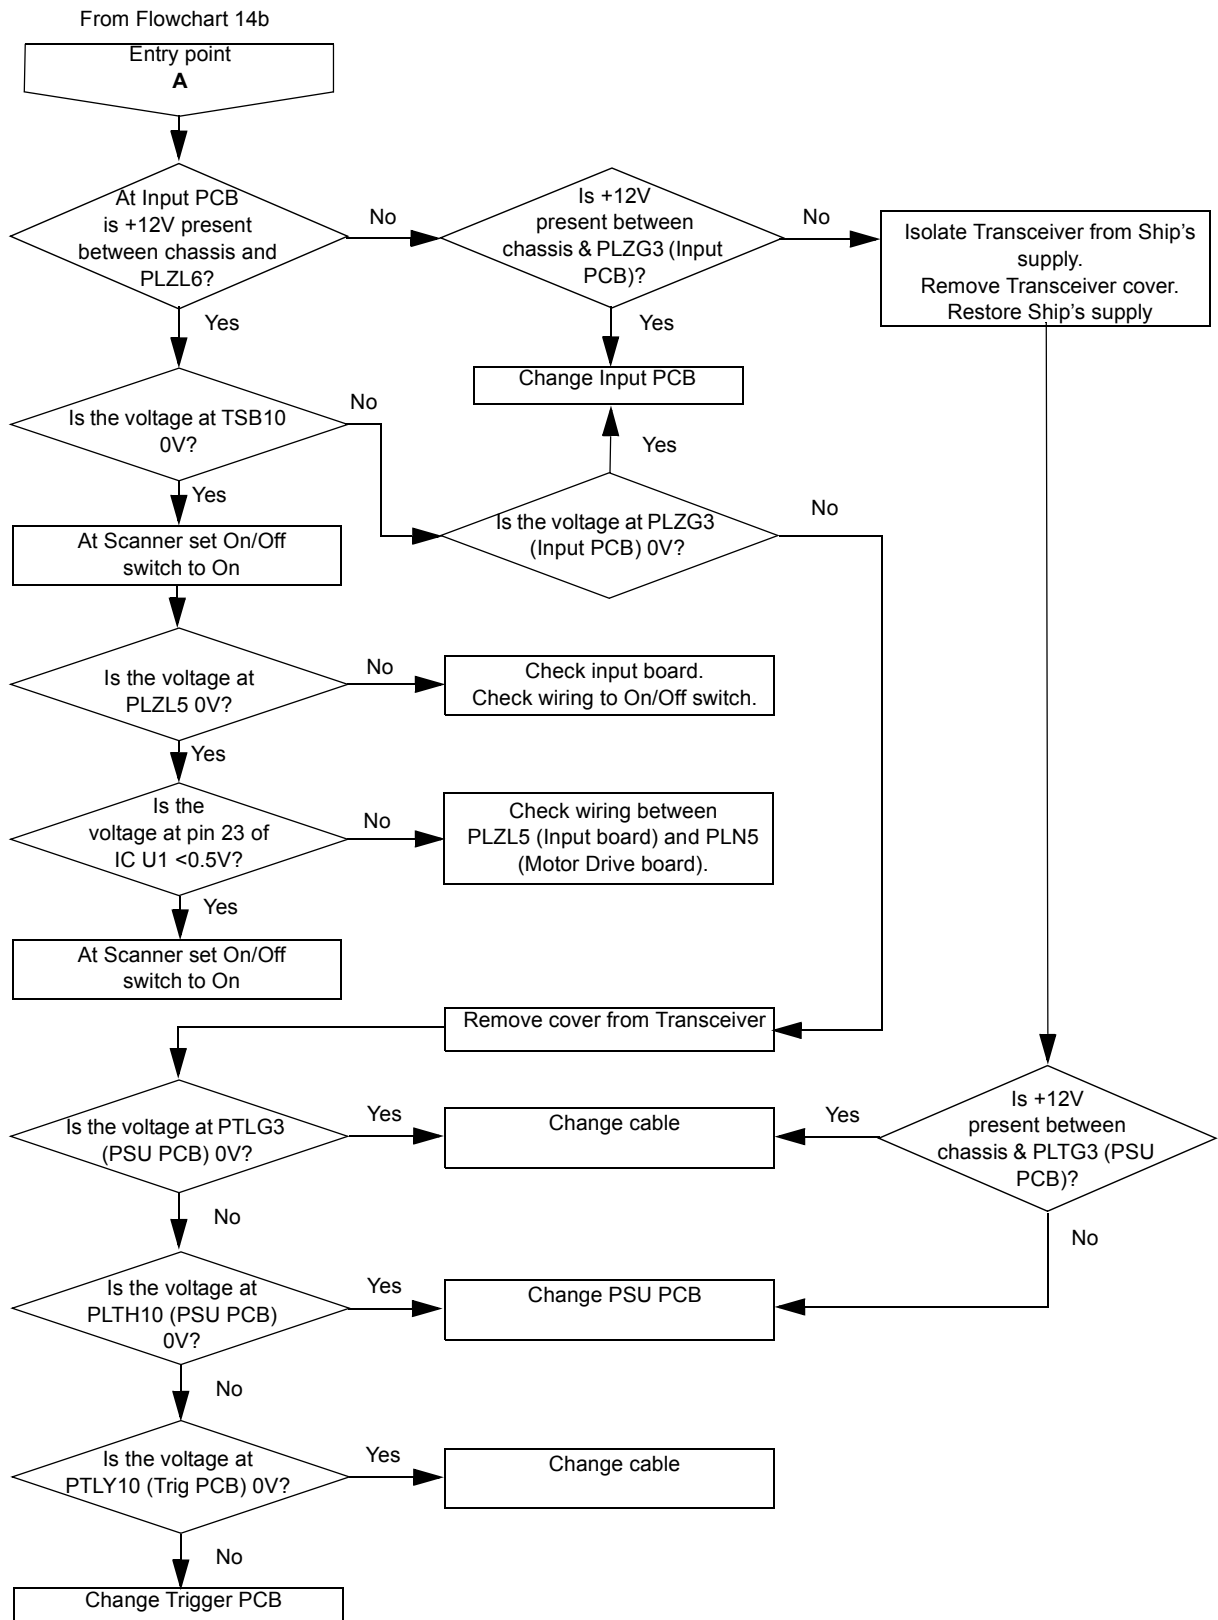 From Flowchart 14b
Entry point
A
At Input PCB
is +12V present
between chassis and
PLZL6?
No
Is +12V
present between
chassis & PLZG3 (Input
PCB)?
No
Isolate Transceiver from Ship's
supply.
Remove Transceiver cover.
Restore Ship's supply
Yes
Yes
Change Input PCB
Is the voltage at TSB10
0V?
No
Yes
Yes
Is the voltage at PLZG3
(Input PCB) 0V?
No
At Scanner set On/Off
switch to On
Is the voltage at
PLZL5 0V?
No
Check input board.
Check wiring to On/Off switch.
Yes
Is the
voltage at pin 23 of
IC U1 <0.5V?
No
Check wiring between
PLZL5 (Input board) and PLN5
(Motor Drive board).
Yes
At Scanner set On/Off
switch to On
Remove cover from Transceiver
Is the voltage at PTLG3
(PSU PCB) 0V?
Yes
Change cable
Yes
Is +12V
present between
chassis & PLTG3 (PSU
PCB)?
No
No
Is the voltage at
PLTH10 (PSU PCB)
0V?
Yes
Change PSU PCB
No
Is the voltage at
PTLY10 (Trig PCB) 0V?
Yes
Change cable
No
Change Trigger PCB